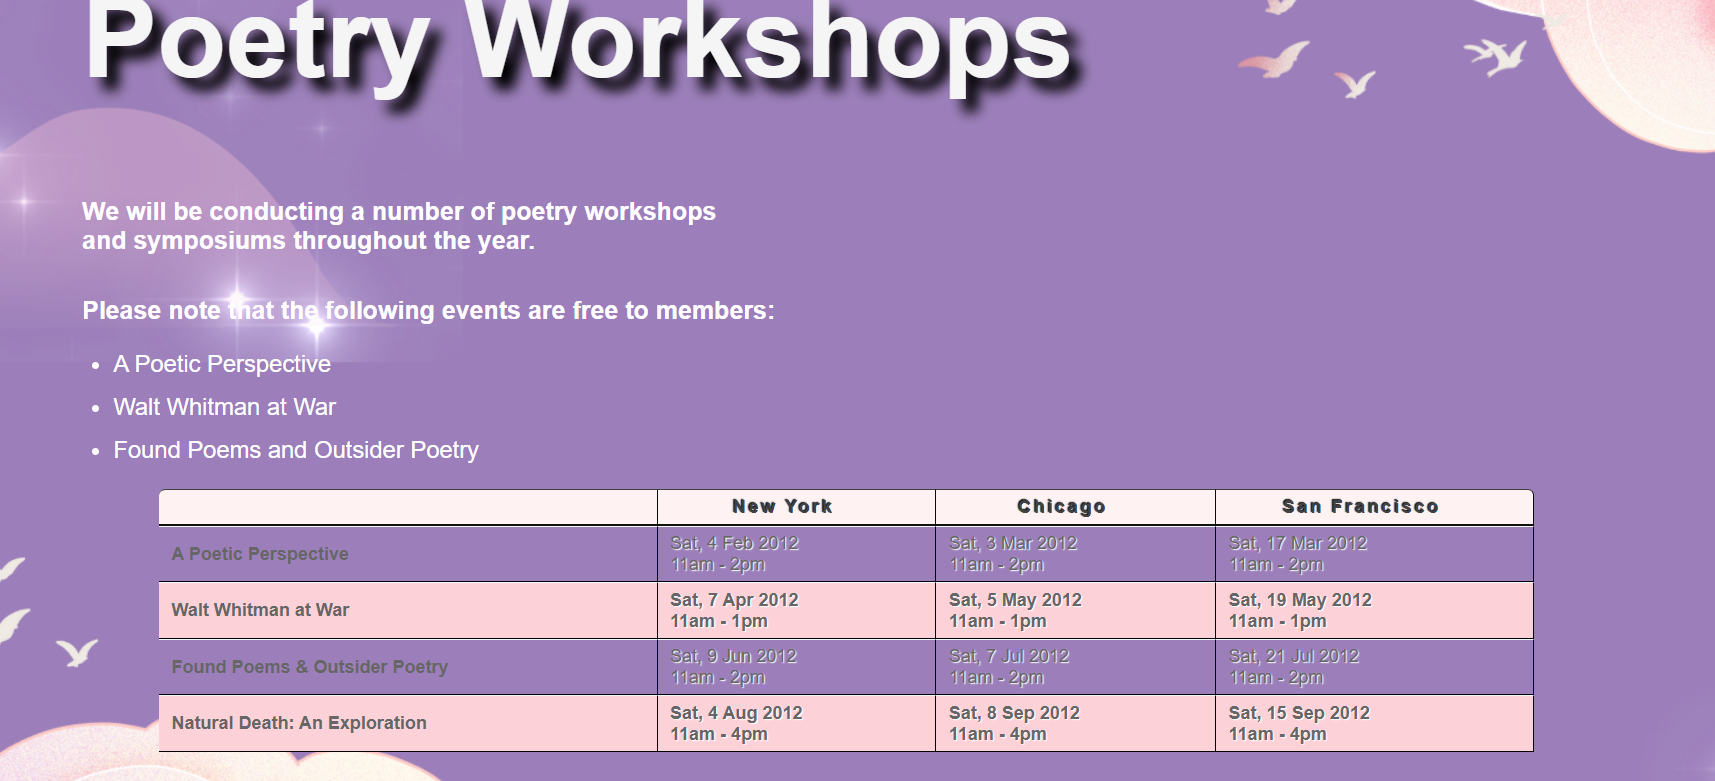 Poetry Workshops
We will be conducting a number of poetry workshops
and symposiums throughout the year.
Please note that the following events are free to members:
• A Poetic Perspective
• Walt Whitman at War
• Found Poems and Outsider Poetry
New York Chicago San Francisco
A Poetic Perspective
Sat, 4 Feb 2012
11am - 2pm
Sat, 3 Mar 2012
11am - 2pm
Sat, 17 Mar 2012
11am - 2pm
Walt Whitman at War
Sat, 7 Apr 2012
11am - 1pm
Sat, 5 May 2012
11am - 1pm
Sat, 19 May 2012
11am - 1pm
Found Poems & Outsider Poetry
Sat, 9 Jun 2012
11am - 2pm
Sat, 7 Jul 2012
11am - 2pm
Sat, 21 Jul 2012
11am - 2pm
Natural Death: An Exploration
Sat, 4 Aug 2012
11am - 4pm
Sat, 8 Sep 2012
11am - 4pm
Sat, 15 Sep 2012
11am - 4pm